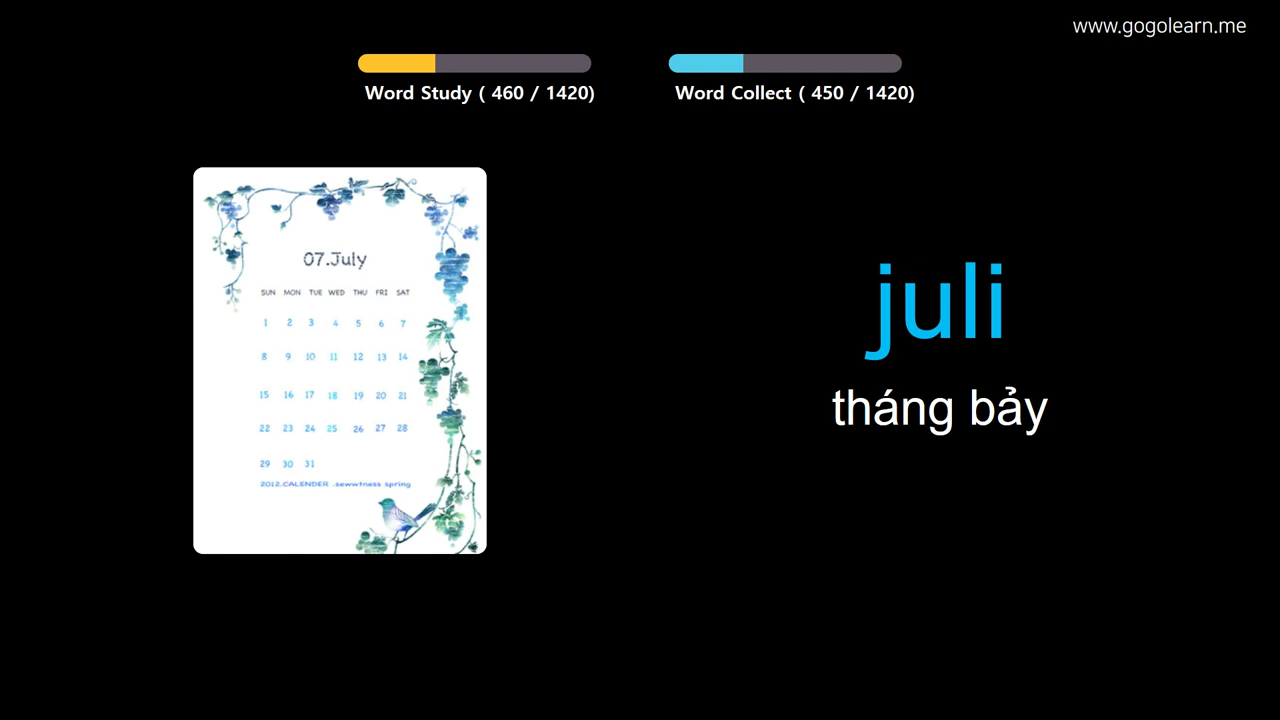 www.gogolearn.me
Word Study ( 460 / 1420)
Word Collect ( 450 / 1420)
07.July
SUN MON TUE WED THU FRI SAT
1 2 3 4 5 6 7
8 9 10 11 12 13 14
15 16 17 18 19 20 21
22 23 24 25 26 27 28
29 30 31
2012.CALENDER .sewwtness spring
juli
tháng bảy